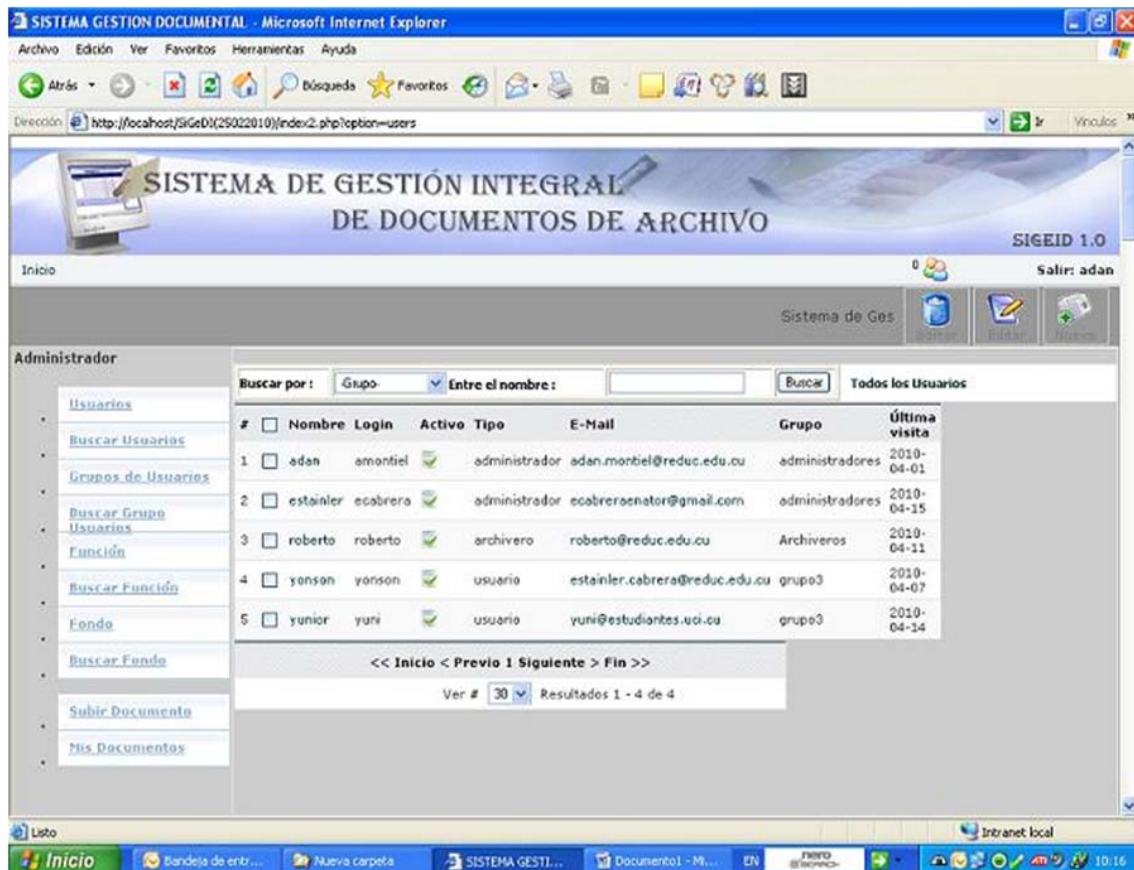 SISTEMA GESTION DOCUMENTAL - Microsoft Internet Explorer
Archivo Edición Ver Favoritos Herramientas Ayuda
Atrás Búsqueda Favoritos
Dirección http://localhost/SiGeDI(25022010)/index2.php?option=users Ir Vínculos
SISTEMA DE GESTIÓN INTEGRAL
DE DOCUMENTOS DE ARCHIVO
SIGEID 1.0
Inicio 0 Salir: adan
Sistema de Ges Borrar Editar Nuevo
Administrador
Buscar por : -Grupo- Entre el nombre : Buscar Todos los Usuarios
Usuarios
Buscar Usuarios
Grupos de Usuarios
Buscar Grupo
Usuarios
Función
Buscar Función
Fondo
Buscar Fondo
Subir Documento
Mis Documentos
# Nombre Login Activo Tipo E-Mail Grupo Última visita
1 adan amontiel administrador adan.montiel@reduc.edu.cu administradores 2010-04-01
2 estainler ecabrera administrador ecabreraenator@gmail.com administradores 2010-04-15
3 roberto roberto archivero roberto@reduc.edu.cu Archiveros 2010-04-11
4 yonson yonson usuario estainler.cabrera@reduc.edu.cu grupo3 2010-04-07
5 yunior yuni usuario yuni@estudiantes.uci.cu grupo3 2010-04-14
<< Inicio < Previo 1 Siguiente > Fin >>
Ver # 30 Resultados 1 - 4 de 4
Listo Intranet local
Inicio Bandeja de entr... Nueva carpeta SISTEMA GESTI... Documento1 - M... EN nero 10:16